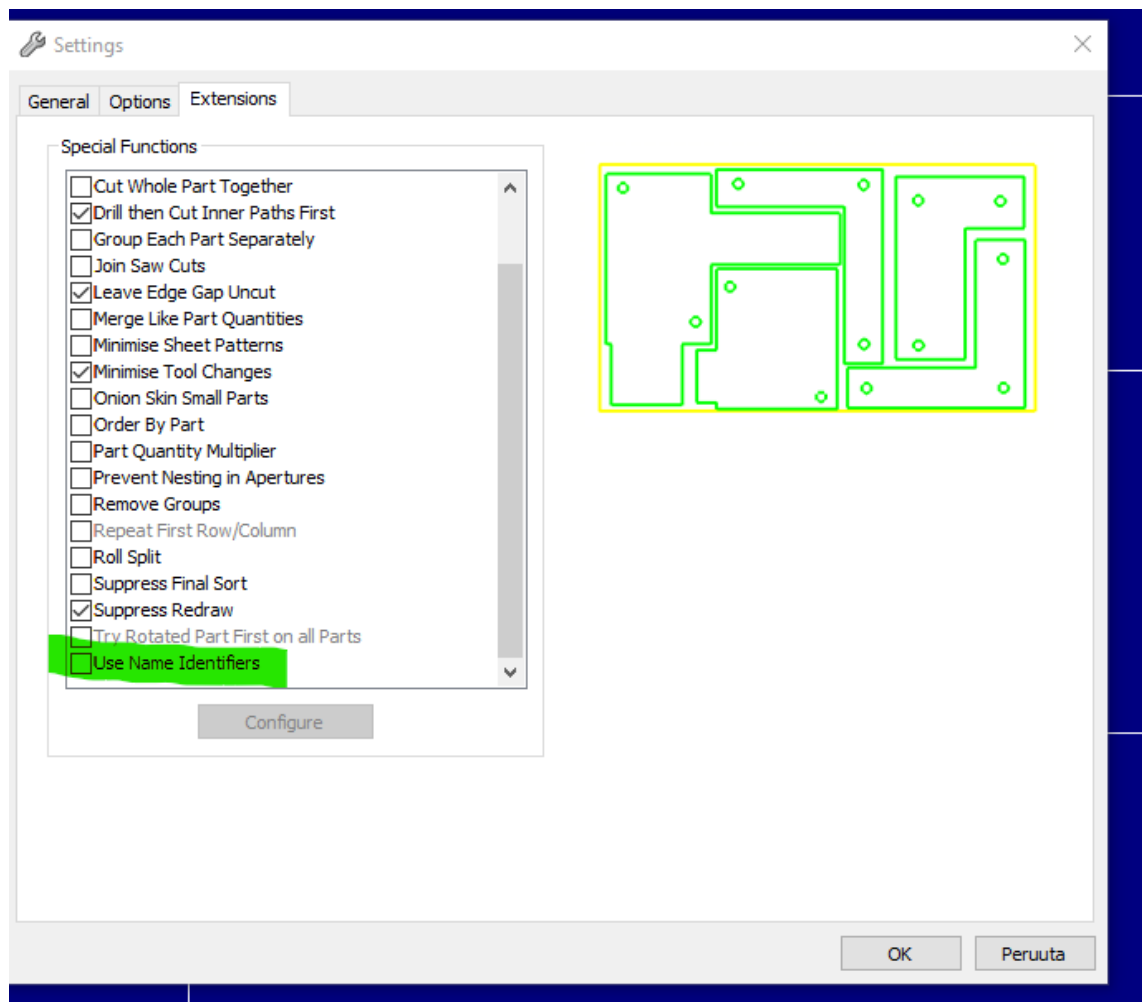 Settings
General Options Extensions
Special Functions
Cut Whole Part Together
Drill then Cut Inner Paths First
Group Each Part Separately
Join Saw Cuts
Leave Edge Gap Uncut
Merge Like Part Quantities
Minimise Sheet Patterns
Minimise Tool Changes
Onion Skin Small Parts
Order By Part
Part Quantity Multiplier
Prevent Nesting in Apertures
Remove Groups
Repeat First Row/Column
Roll Split
Suppress Final Sort
Suppress Redraw
Try Rotated Part First on all Parts
Use Name Identifiers
Configure
OK Peruuta